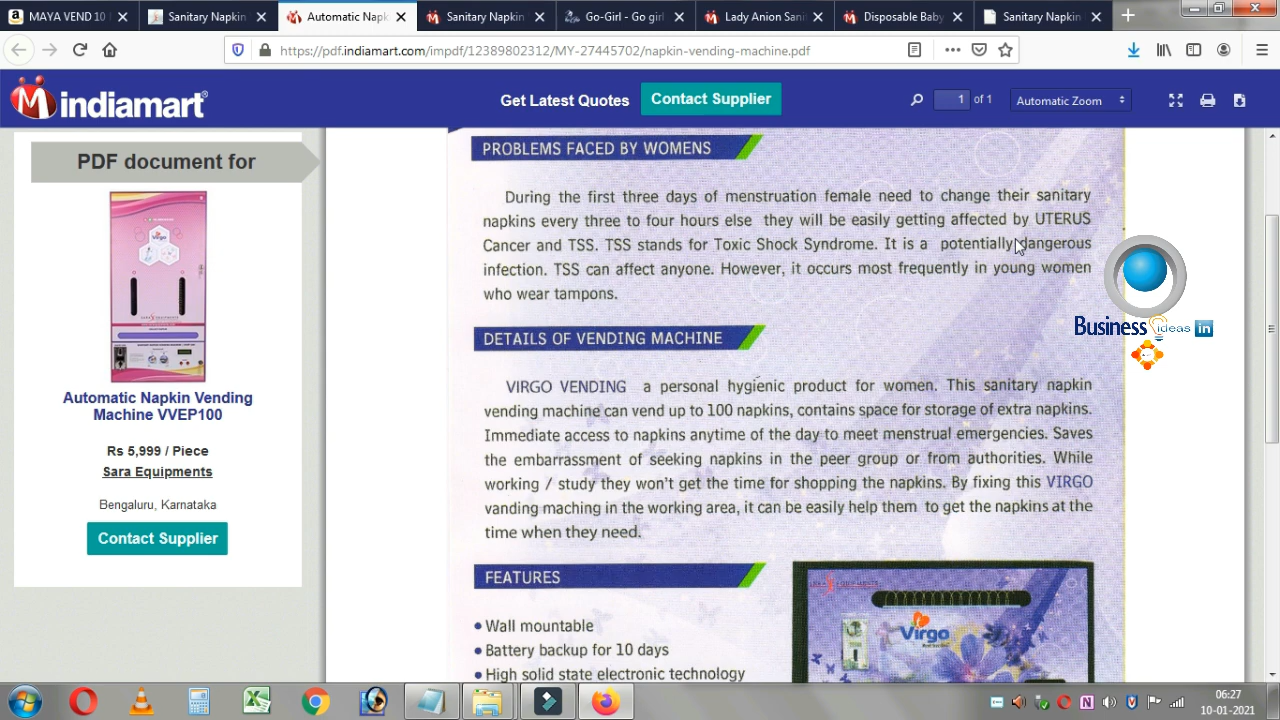 MAYA VEND 10
Sanitary Napkin
Automatic Napk
Sanitary Napkin
Go-Girl - Go girl
Lady Anion Sani
Disposable Baby
Sanitary Napkin
https://pdf.indiamart.com/impdf/12389802312/MY-27445702/napkin-vending-machine.pdf
indiamart
Get Latest Quotes
Contact Supplier
1 of 1
Automatic Zoom
PDF document for
Virgo
Automatic Napkin Vending
Machine VVEP100
Rs 5,999 / Piece
Sara Equipments
Bengaluru, Karnataka
Contact Supplier
PROBLEMS FACED BY WOMENS
During the first three days of menstruation female need to change their sanitary
napkins every three to four hours else they will be easily getting affected by UTERUS
Cancer and TSS. TSS stands for Toxic Shock Syndrome. It is a potentially dangerous
infection. TSS can affect anyone. However, it occurs most frequently in young women
who wear tampons.
DETAILS OF VENDING MACHINE
VIRGO VENDING a personal hygienic product for women. This sanitary napkin
vending machine can vend up to 100 napkins, contains space for storage of extra napkins.
Immediate access to napkins anytime of the day to meet menstrual emergencies. Saves
the embarrassment of seeking napkins in the peer group or from authorities. While
working / study they won't get the time for shopping the napkins. By fixing this VIRGO
vanding maching in the working area, it can be easily help them to get the napkins at the
time when they need.
FEATURES
• Wall mountable
• Battery backup for 10 days
• High solid state electronic technology
Virgo
Business ideas in
06:27
10-01-2021